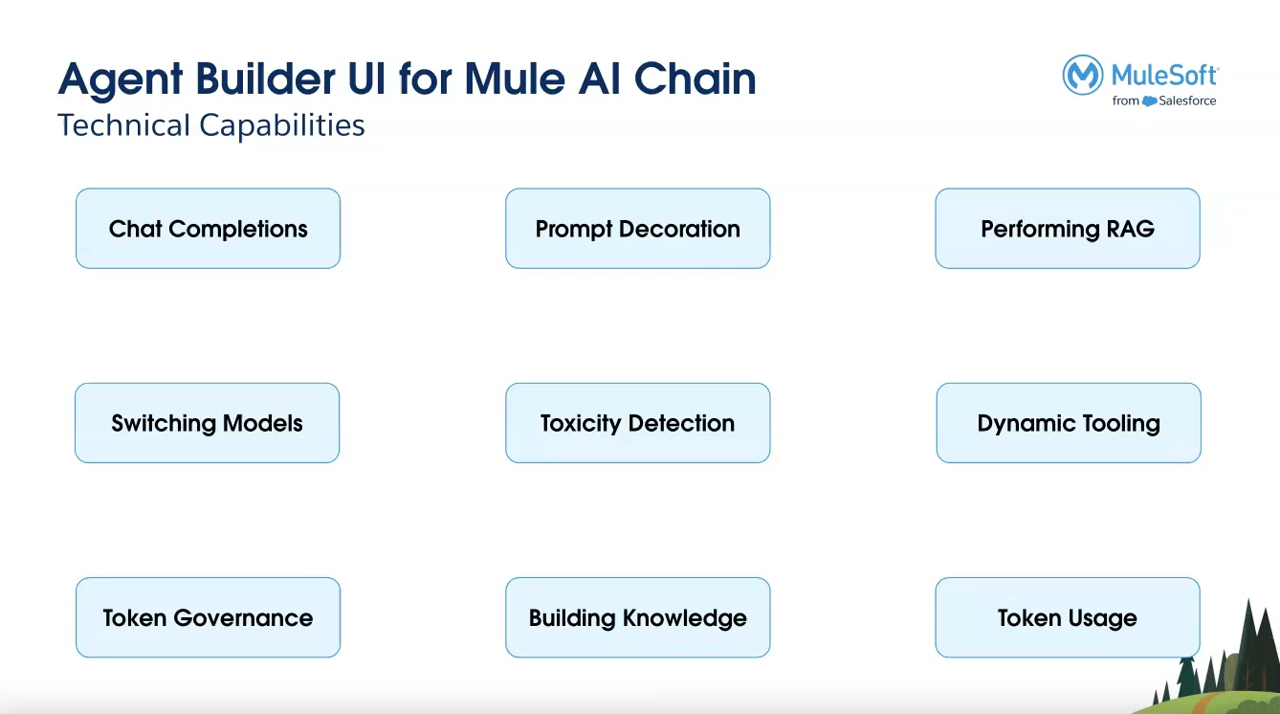 Agent Builder UI for Mule AI Chain
Technical Capabilities
MuleSoft
from Salesforce
Chat Completions
Prompt Decoration
Performing RAG
Switching Models
Toxicity Detection
Dynamic Tooling
Token Governance
Building Knowledge
Token Usage